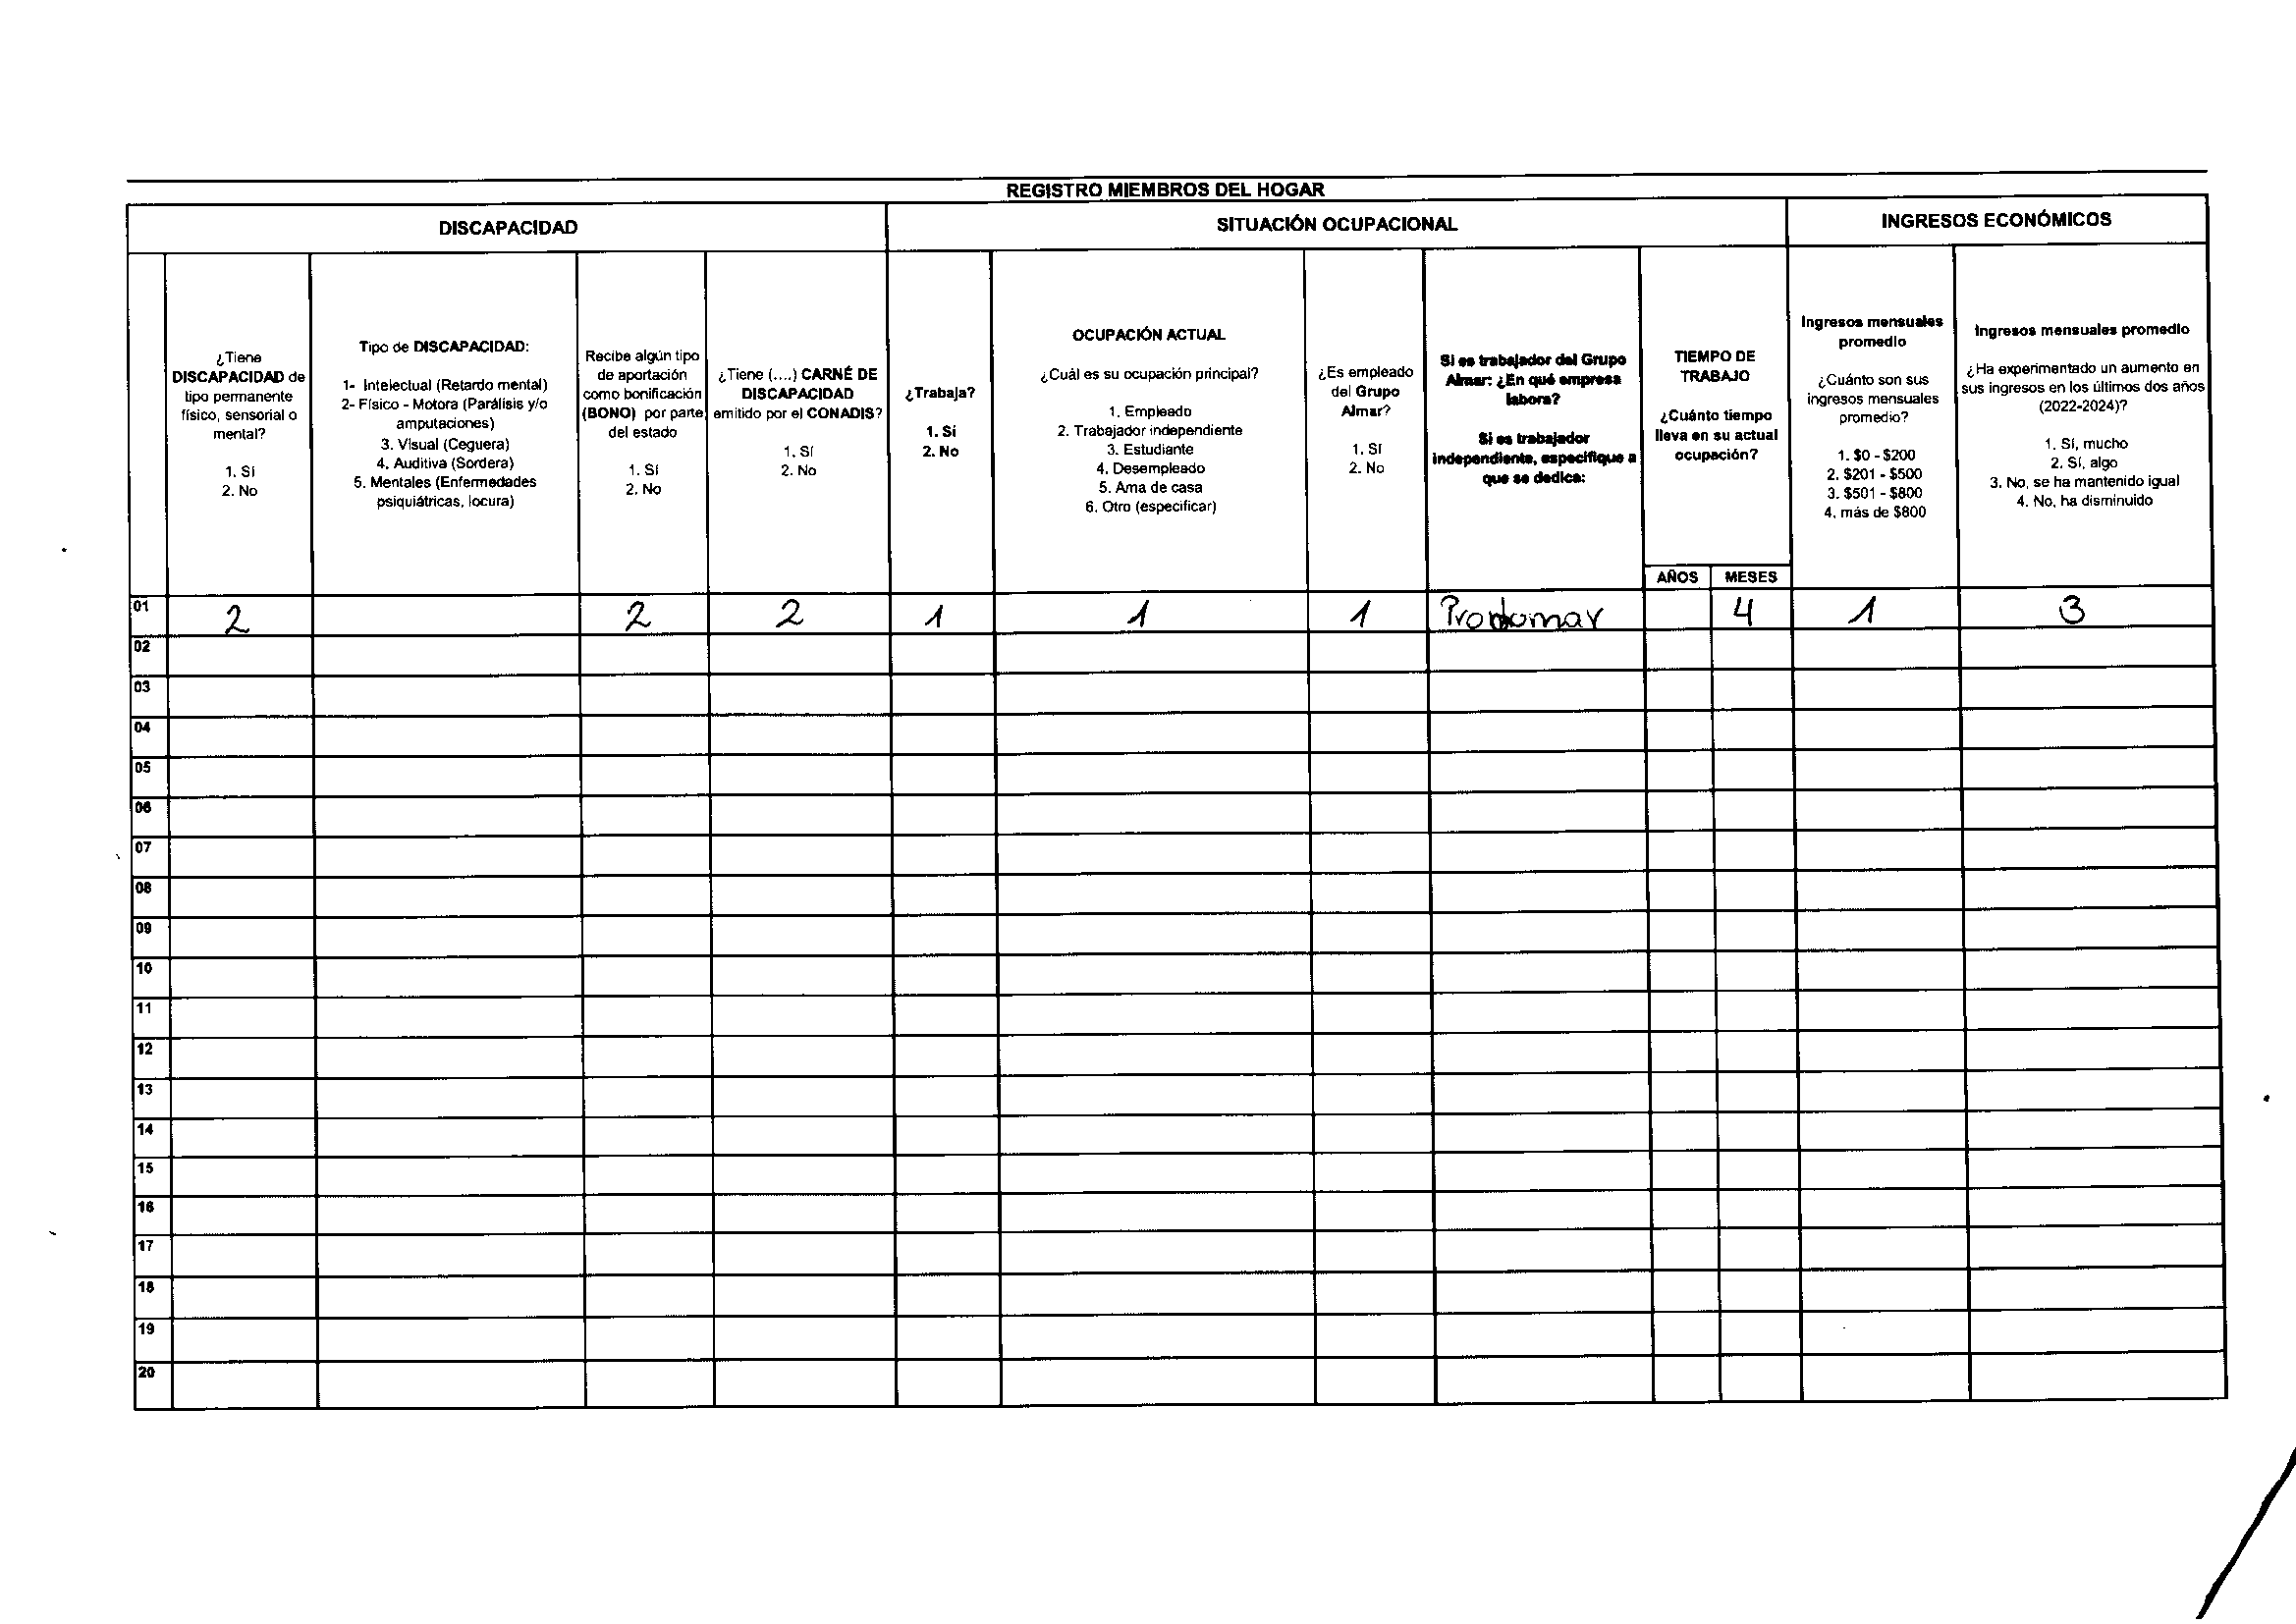 REGISTRO MIEMBROS DEL HOGAR
DISCAPACIDAD
SITUACIÓN OCUPACIONAL
INGRESOS ECONÓMICOS
¿Tiene
DISCAPACIDAD de
tipo permanente
físico, sensorial o
mental?
1. Sí
2. No
Tipo de DISCAPACIDAD:
1- Intelectual (Retardo mental)
2- Físico - Motora (Parálisis y/o
amputaciones)
3. Visual (Ceguera)
4. Auditiva (Sordera)
5. Mentales (Enfermedades
psiquiátricas, locura)
Recibe algún tipo
de aportación
como bonificación
(BONO) por parte
del estado
1. Sí
2. No
¿Tiene (....) CARNÉ DE
DISCAPACIDAD
emitido por el CONADIS?
1. Sí
2. No
¿Trabaja?
1. Sí
2. No
OCUPACIÓN ACTUAL
¿Cuál es su ocupación principal?
1. Empleado
2. Trabajador independiente
3. Estudiante
4. Desempleado
5. Ama de casa
6. Otro (especificar)
¿Es empleado
del Grupo
Almar?
1. Sí
2. No
Si es trabajador del Grupo
Almar: ¿En qué empresa
labora?
Si es trabajador
independiente, especifique a
que se dedica:
TIEMPO DE
TRABAJO
¿Cuánto tiempo
lleva en su actual
ocupación?
AÑOS MESES
Ingresos mensuales
promedio
¿Cuánto son sus
ingresos mensuales
promedio?
1. $0 - $200
2. $201 - $500
3. $501 - $800
4. más de $800
Ingresos mensuales promedio
¿Ha experimentado un aumento en
sus ingresos en los últimos dos años
(2022-2024)?
1. Sí, mucho
2. Sí, algo
3. No, se ha mantenido igual
4. No, ha disminuido
01 2 2 2 1 1 1 4 1 3
02
03
04
05
06
07
08
09
10
11
12
13
14
15
16
17
18
19
20